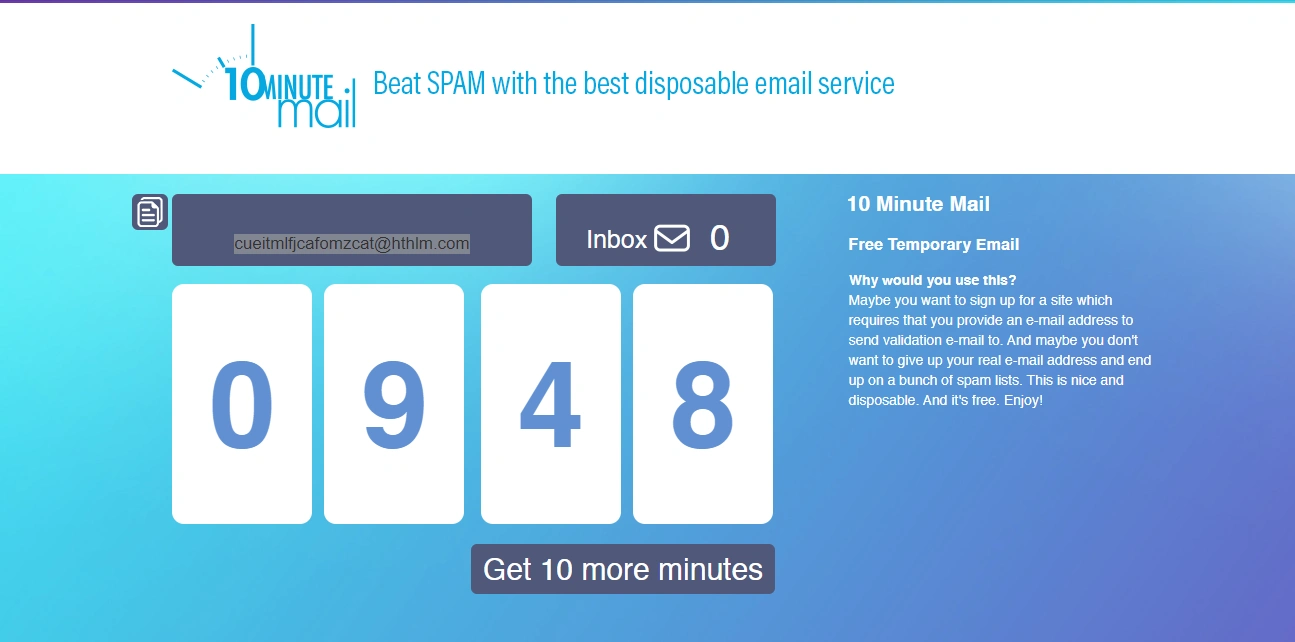 10 MINUTE
mail
Beat SPAM with the best disposable email service
cueitmlfjcafomzcat@hthlm.com
Inbox 0
0 9 4 8
Get 10 more minutes
10 Minute Mail
Free Temporary Email
Why would you use this?
Maybe you want to sign up for a site which
requires that you provide an e-mail address to
send validation e-mail to. And maybe you don't
want to give up your real e-mail address and end
up on a bunch of spam lists. This is nice and
disposable. And it's free. Enjoy!